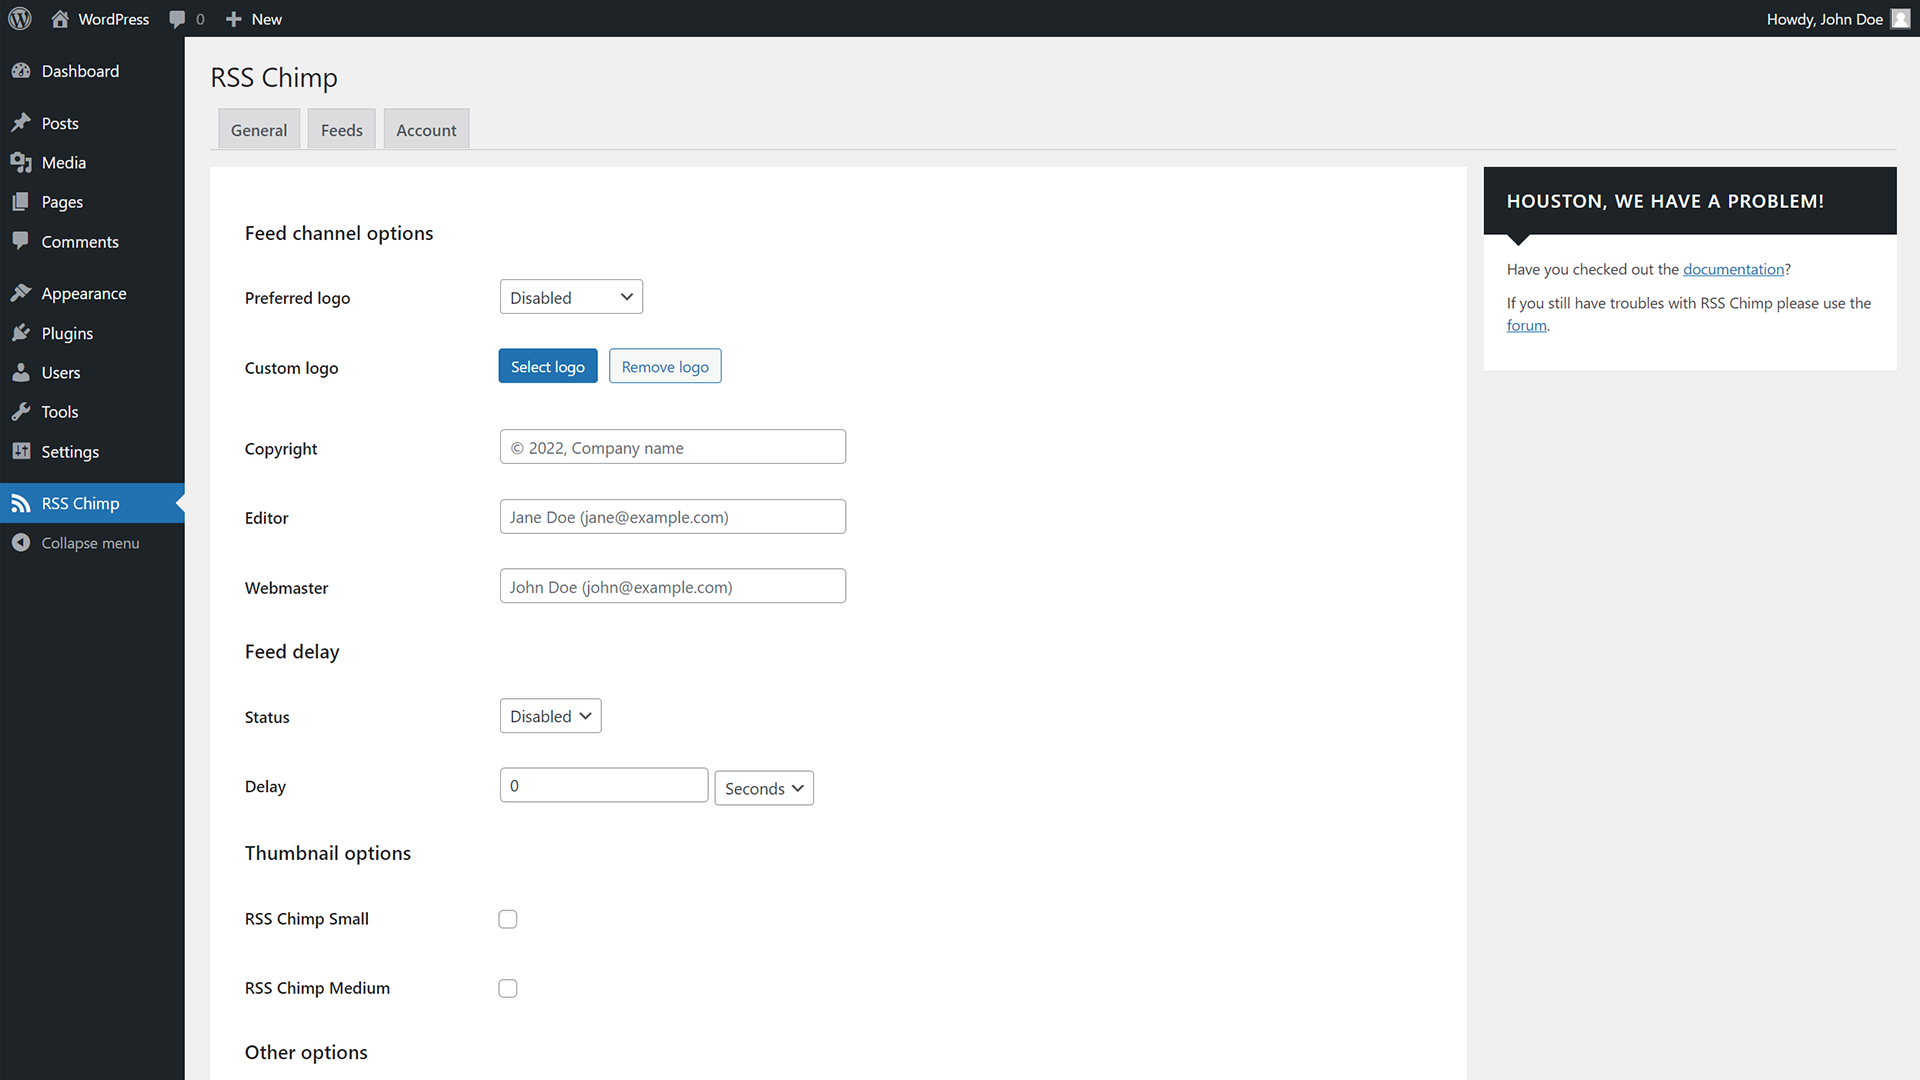 WordPress
0
New
Howdy, John Doe
Dashboard
Posts
Media
Pages
Comments
Appearance
Plugins
Users
Tools
Settings
RSS Chimp
Collapse menu
RSS Chimp
General
Feeds
Account
Feed channel options
Preferred logo
Disabled
Custom logo
Select logo
Remove logo
Copyright
© 2022, Company name
Editor
Jane Doe (jane@example.com)
Webmaster
John Doe (john@example.com)
Feed delay
Status
Disabled
Delay
0
Seconds
Thumbnail options
RSS Chimp Small
RSS Chimp Medium
Other options
HOUSTON, WE HAVE A PROBLEM!
Have you checked out the documentation?
If you still have troubles with RSS Chimp please use the
forum.